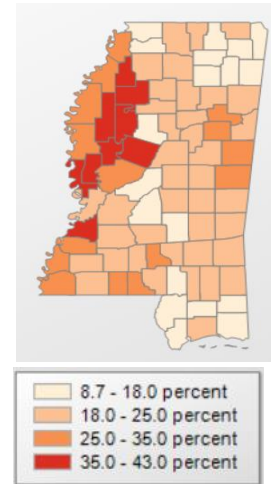 8.7 - 18.0 percent
18.0 - 25.0 percent
25.0 - 35.0 percent
35.0 - 43.0 percent